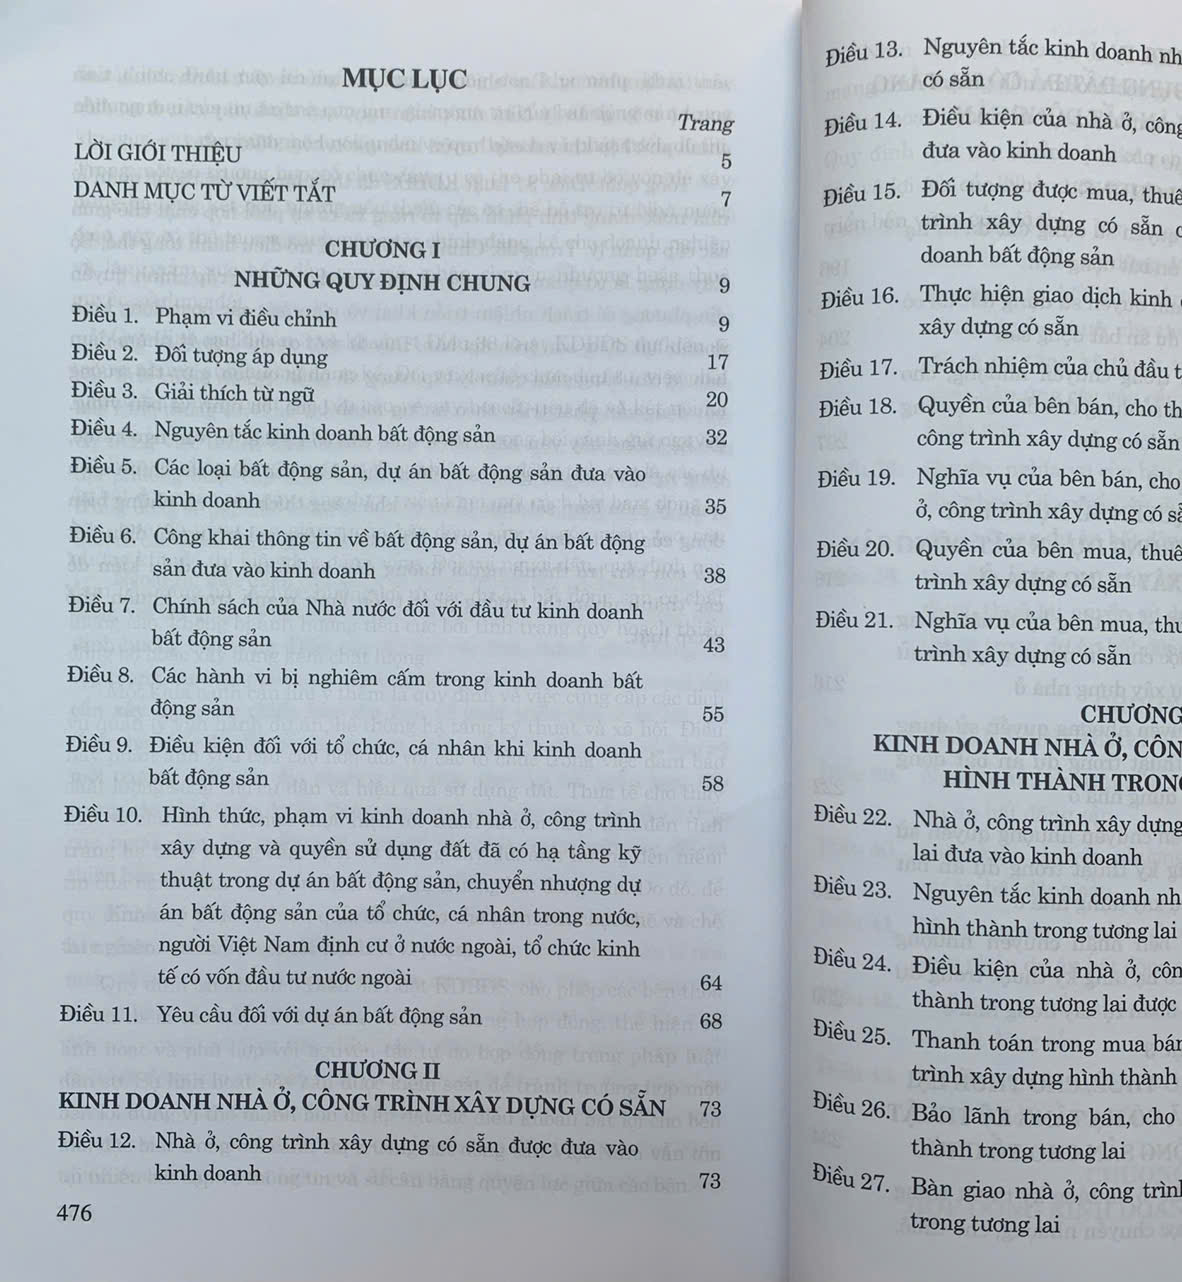 MỤC LỤC
Trang
LỜI GIỚI THIỆU 5
DANH MỤC TỪ VIẾT TẮT 7
CHƯƠNG I
NHỮNG QUY ĐỊNH CHUNG 9
Điều 1. Phạm vi điều chỉnh 9
Điều 2. Đối tượng áp dụng 17
Điều 3. Giải thích từ ngữ 20
Điều 4. Nguyên tắc kinh doanh bất động sản 32
Điều 5. Các loại bất động sản, dự án bất động sản đưa vào
kinh doanh 35
Điều 6. Công khai thông tin về bất động sản, dự án bất động
sản đưa vào kinh doanh 38
Điều 7. Chính sách của Nhà nước đối với đầu tư kinh doanh
bất động sản 43
Điều 8. Các hành vi bị nghiêm cấm trong kinh doanh bất
động sản 55
Điều 9. Điều kiện đối với tổ chức, cá nhân khi kinh doanh
bất động sản 58
Điều 10. Hình thức, phạm vi kinh doanh nhà ở, công trình
xây dựng và quyền sử dụng đất đã có hạ tầng kỹ
thuật trong dự án bất động sản, chuyển nhượng dự
án bất động sản của tổ chức, cá nhân trong nước,
người Việt Nam định cư ở nước ngoài, tổ chức kinh
tế có vốn đầu tư nước ngoài 64
Điều 11. Yêu cầu đối với dự án bất động sản 68
CHƯƠNG II
KINH DOANH NHÀ Ở, CÔNG TRÌNH XÂY DỰNG CÓ SẴN 73
Điều 12. Nhà ở, công trình xây dựng có sẵn được đưa vào
kinh doanh 73
476
Điều 13. Nguyên tắc kinh doanh nh
có sẵn
Điều 14. Điều kiện của nhà ở, công
đưa vào kinh doanh
Điều 15. Đối tượng được mua, thuê
trình xây dựng có sẵn
doanh bất động sản
Điều 16. Thực hiện giao dịch kinh
xây dựng có sẵn
Điều 17. Trách nhiệm của chủ đầu t
Điều 18. Quyền của bên bán, cho th
công trình xây dựng có sẵn
Điều 19. Nghĩa vụ của bên bán, cho
ở, công trình xây dựng có sẵ
Điều 20. Quyền của bên mua, thuê
trình xây dựng có sẵn
Điều 21. Nghĩa vụ của bên mua, thu
trình xây dựng có sẵn
CHƯƠNG
KINH DOANH NHÀ Ở, CÔN
HÌNH THÀNH TRONG
Điều 22. Nhà ở, công trình xây dựng
lai đưa vào kinh doanh
Điều 23. Nguyên tắc kinh doanh nh
hình thành trong tương lai
Điều 24. Điều kiện của nhà ở, côn
thành trong tương lai được
Điều 25. Thanh toán trong mua bán
trình xây dựng hình thành
Điều 26. Bảo lãnh trong bán, cho
thành trong tương lai
Điều 27. Bàn giao nhà ở, công trình
trong tương lai